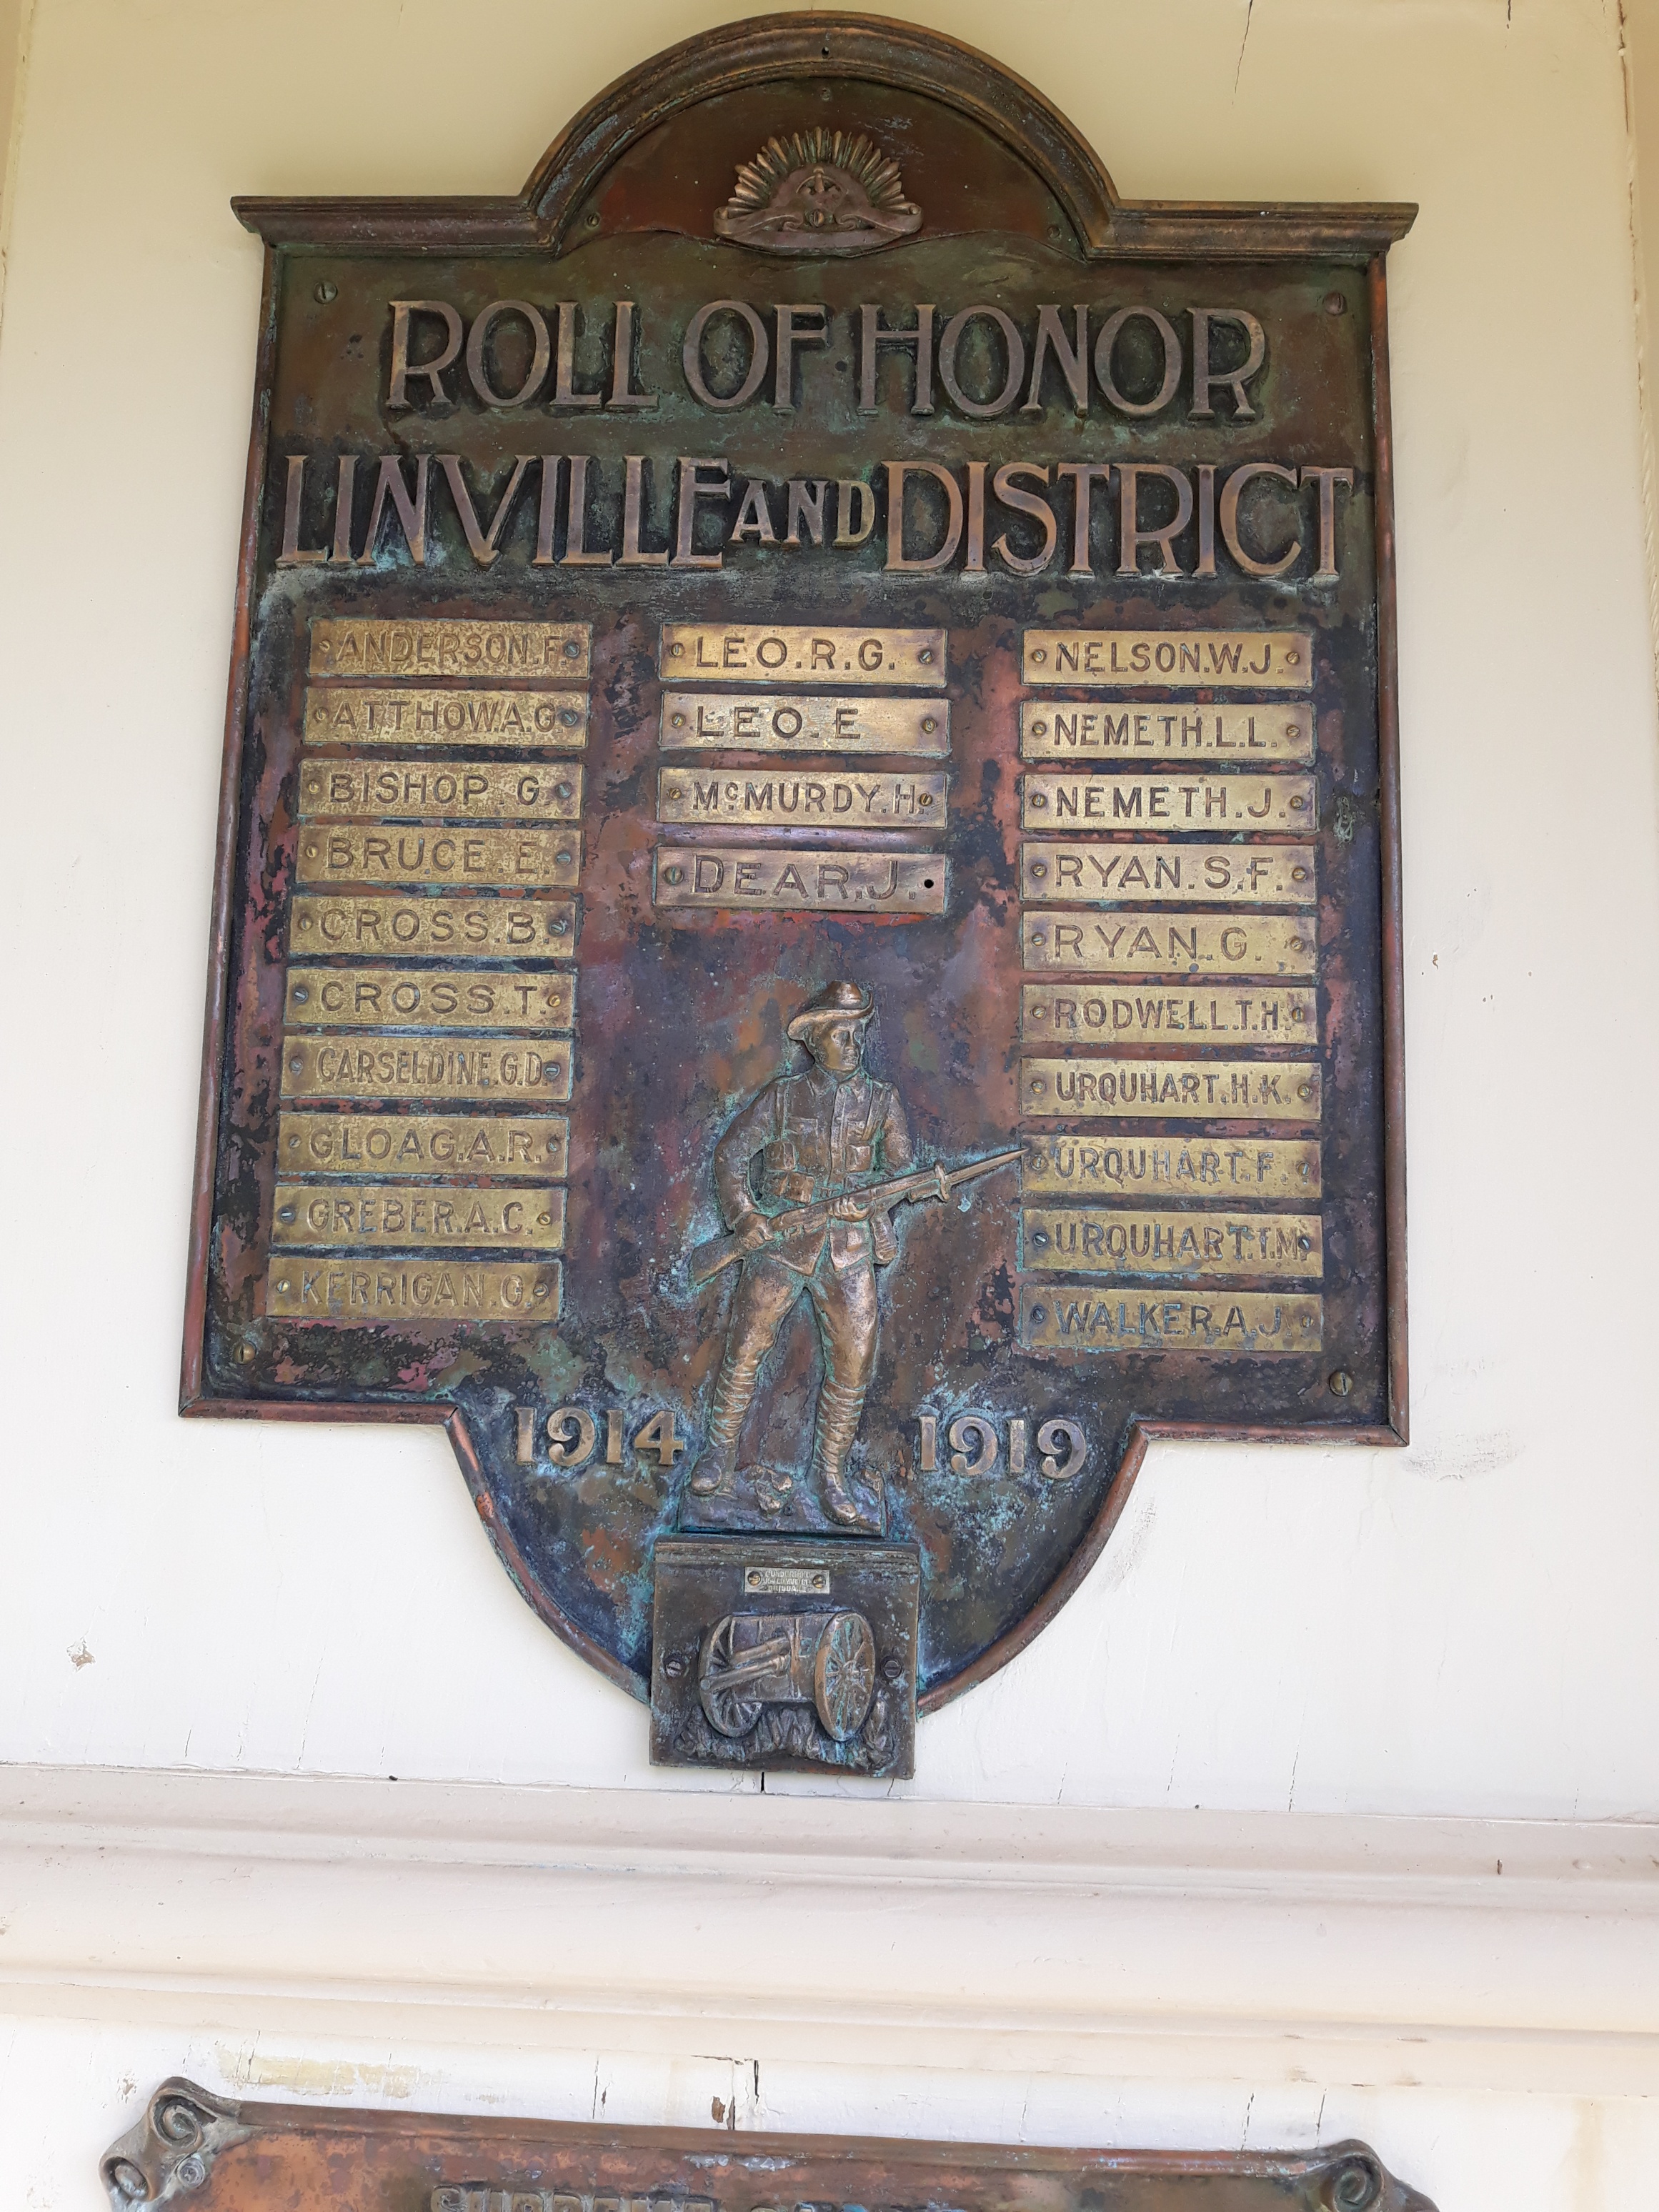 ROLL OF HONOR
LINVILLE AND DISTRICT
ANDERSON.F.
ATTHOW.A.G.
BISHOP.G.
BRUCE.E.
CROSS.B.
CROSS.T.
CARSELDINE.G.D.
GLOAG.A.R.
GREBER.A.C.
KERRIGAN.G.
LEO.R.G.
LEO.E
McMURDY.H.
DEAR.J.
NELSON.W.J.
NEMETH.L.L.
NEMETH.J.
RYAN.S.F.
RYAN.G.
RODWELL.T.H.
URQUHART.H.K.
URQUHART.F.
URQUHART.T.M.
WALKER.A.J.
1914 1919
SUPREME